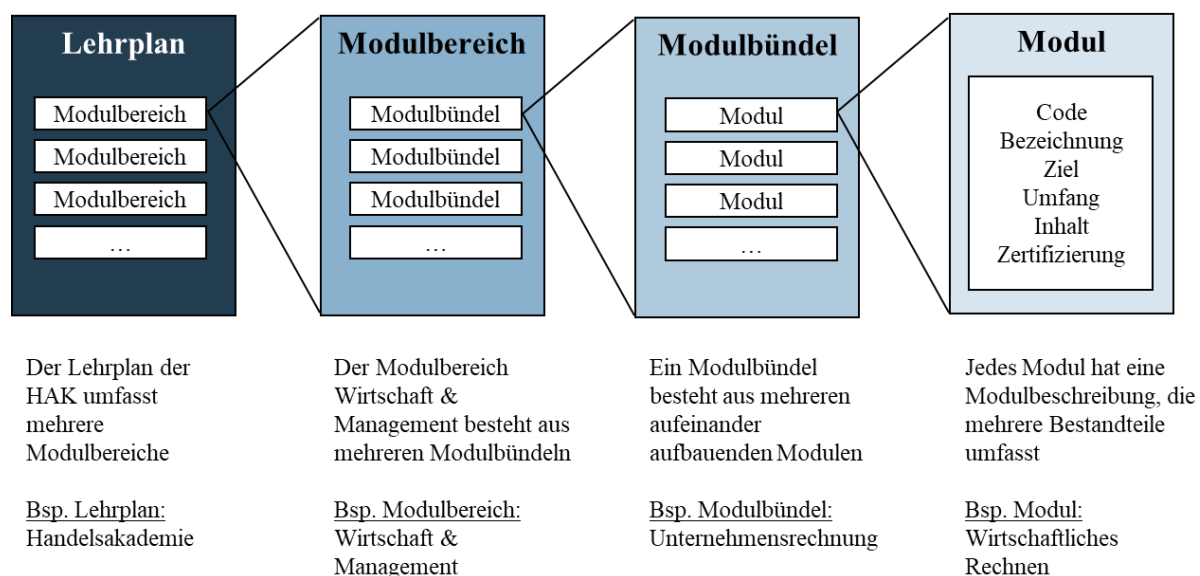 Lehrplan
Modulbereich
Modulbereich
Modulbereich
…
Modulbereich
Modulbündel
Modulbündel
Modulbündel
…
Modulbündel
Modul
Modul
Modul
…
Modul
Code
Bezeichnung
Ziel
Umfang
Inhalt
Zertifizierung
Der Lehrplan der
HAK umfasst
mehrere
Modulbereiche
Bsp. Lehrplan:
Handelsakademie
Der Modulbereich
Wirtschaft &
Management besteht aus
mehreren Modulbündeln
Bsp. Modulbereich:
Wirtschaft &
Management
Ein Modulbündel
besteht aus mehreren
aufeinander
aufbauenden Modulen
Bsp. Modulbündel:
Unternehmensrechnung
Jedes Modul hat eine
Modulbeschreibung, die
mehrere Bestandteile
umfasst
Bsp. Modul:
Wirtschaftliches
Rechnen